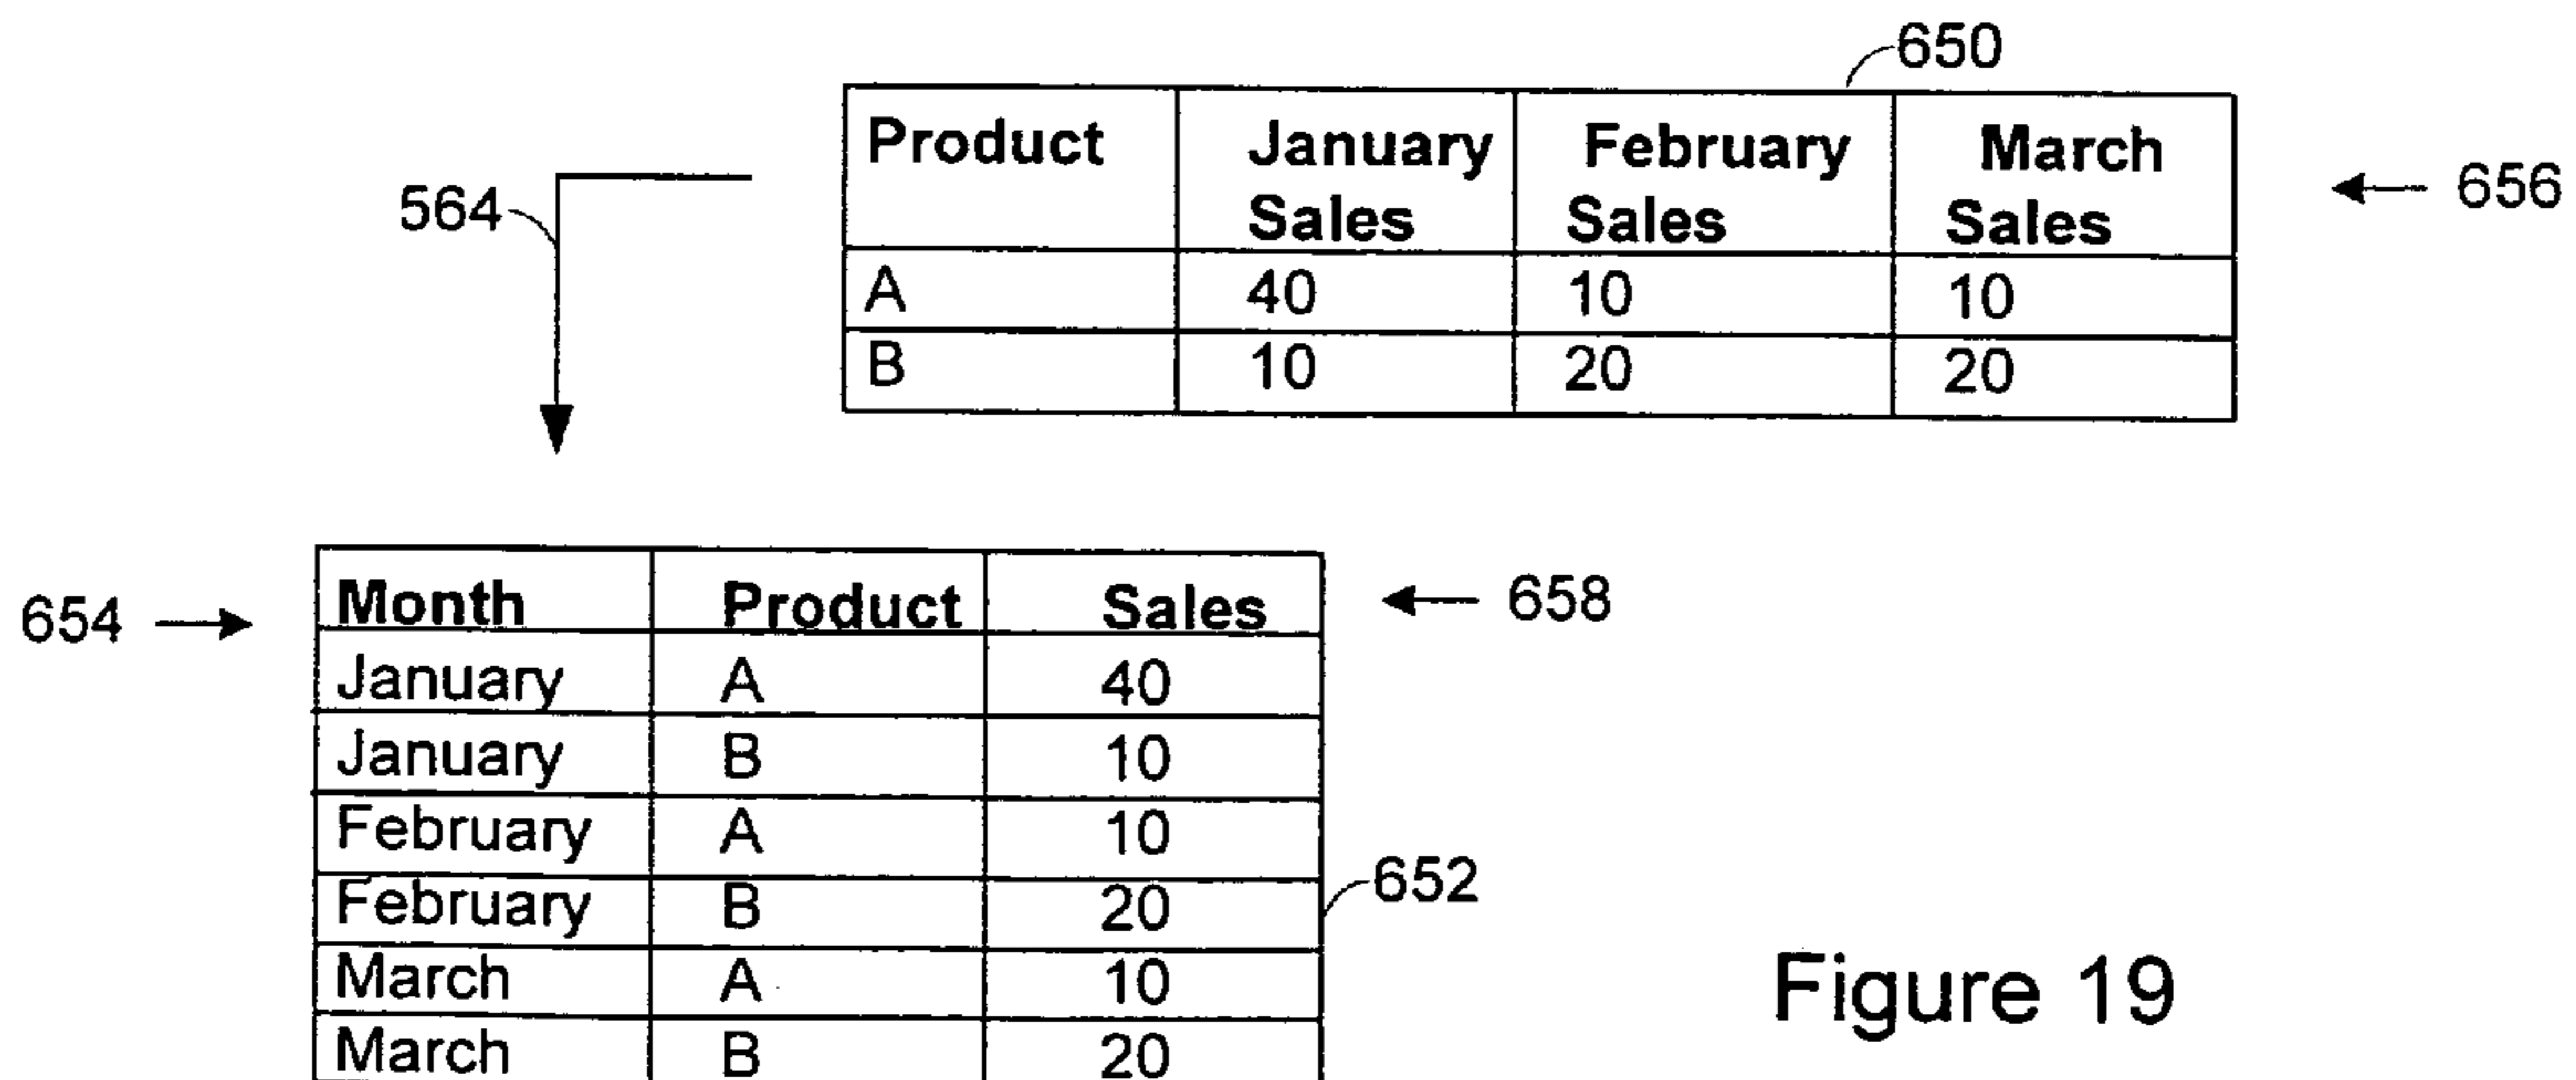 650
Product January Sales February Sales March Sales
656
564
A 40 10 10
B 10 20 20
654
Month Product Sales
658
January A 40
January B 10
February A 10
February B 20
652
March A 10
March B 20
Figure 19